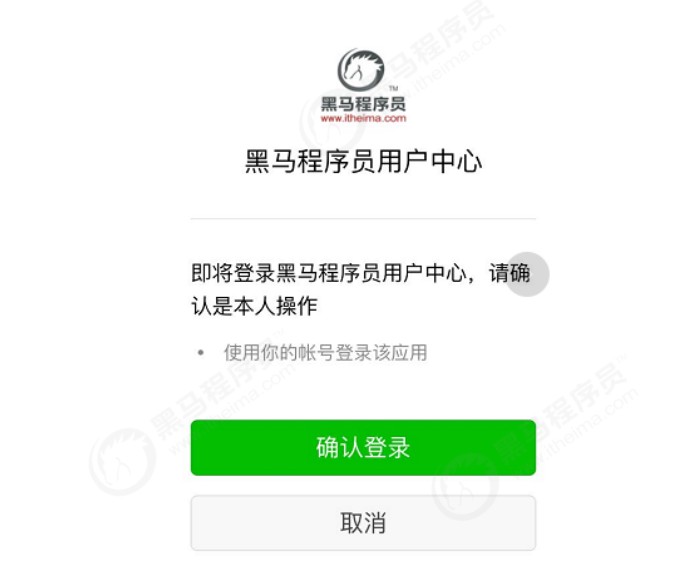 黑马程序员
TM
黑马程序员
www.itheima.com
黑马程序员用户中心
即将登录黑马程序员用户中心，请确
认是本人操作
• 使用你的帐号登录该应用
黑马程序员
www.itheima.com
黑马程序员
www.itheima.com
确认登录
取消